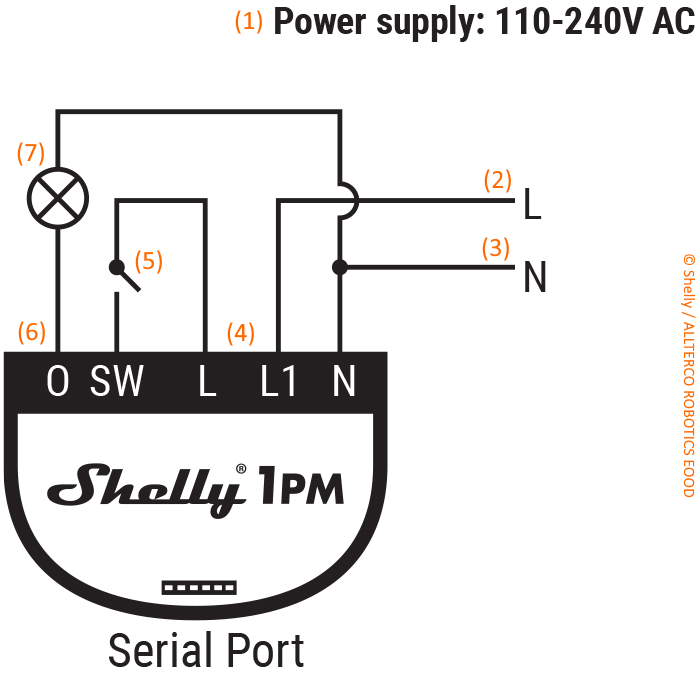 (1) Power supply: 110-240V AC
(7)
(2)
L
(5)
(3)
N
(6)
(4)
O SW L L1 N
Shelly® 1PM
Serial Port
© Shelly / ALLTERCO ROBOTICS EOOD